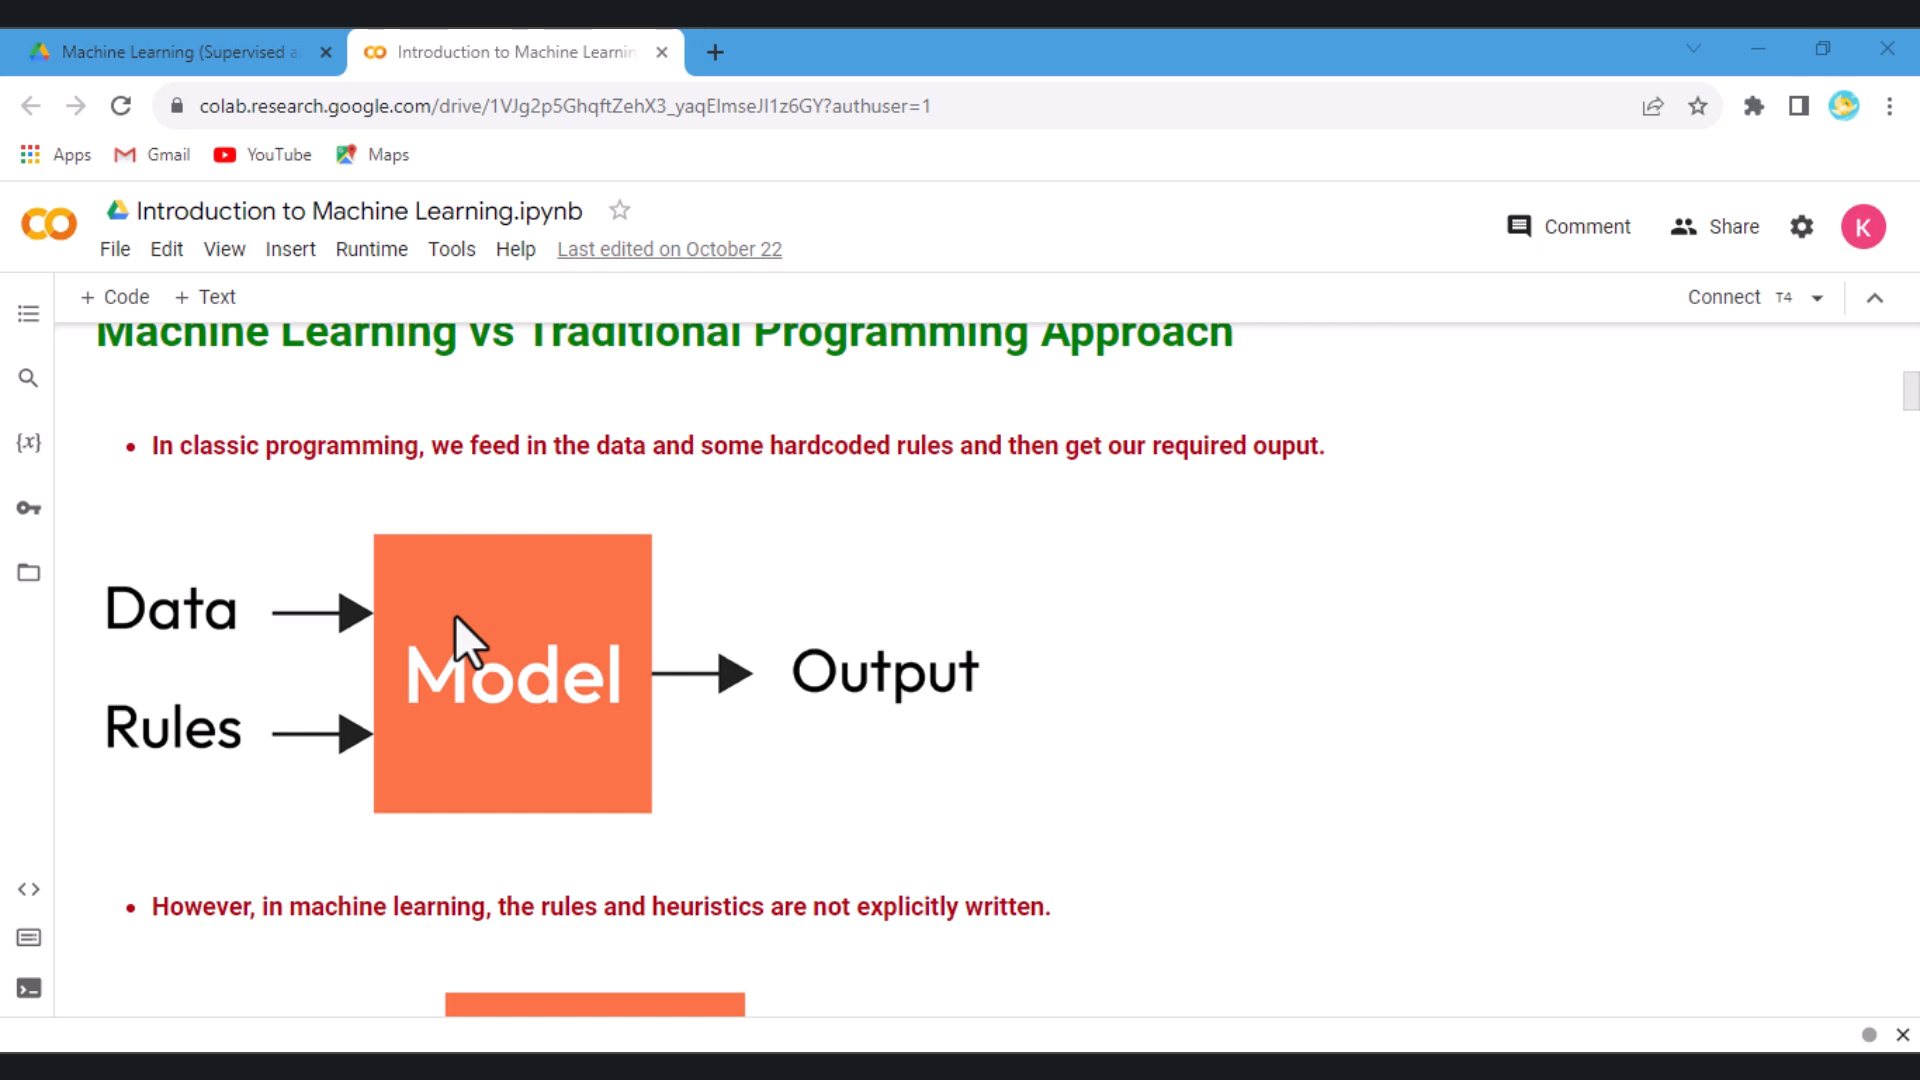 Machine Learning (Supervised a
Introduction to Machine Learnin
colab.research.google.com/drive/1VJg2p5GhqftZehX3_yaqElmseJI1z6GY?authuser=1
Apps
Gmail
YouTube
Maps
Introduction to Machine Learning.ipynb
Comment
Share
K
File Edit View Insert Runtime Tools Help Last edited on October 22
+ Code + Text
Connect T4
Machine Learning vs Traditional Programming Approach
{x}
• In classic programming, we feed in the data and some hardcoded rules and then get our required ouput.
Data
Model
Output
Rules
• However, in machine learning, the rules and heuristics are not explicitly written.